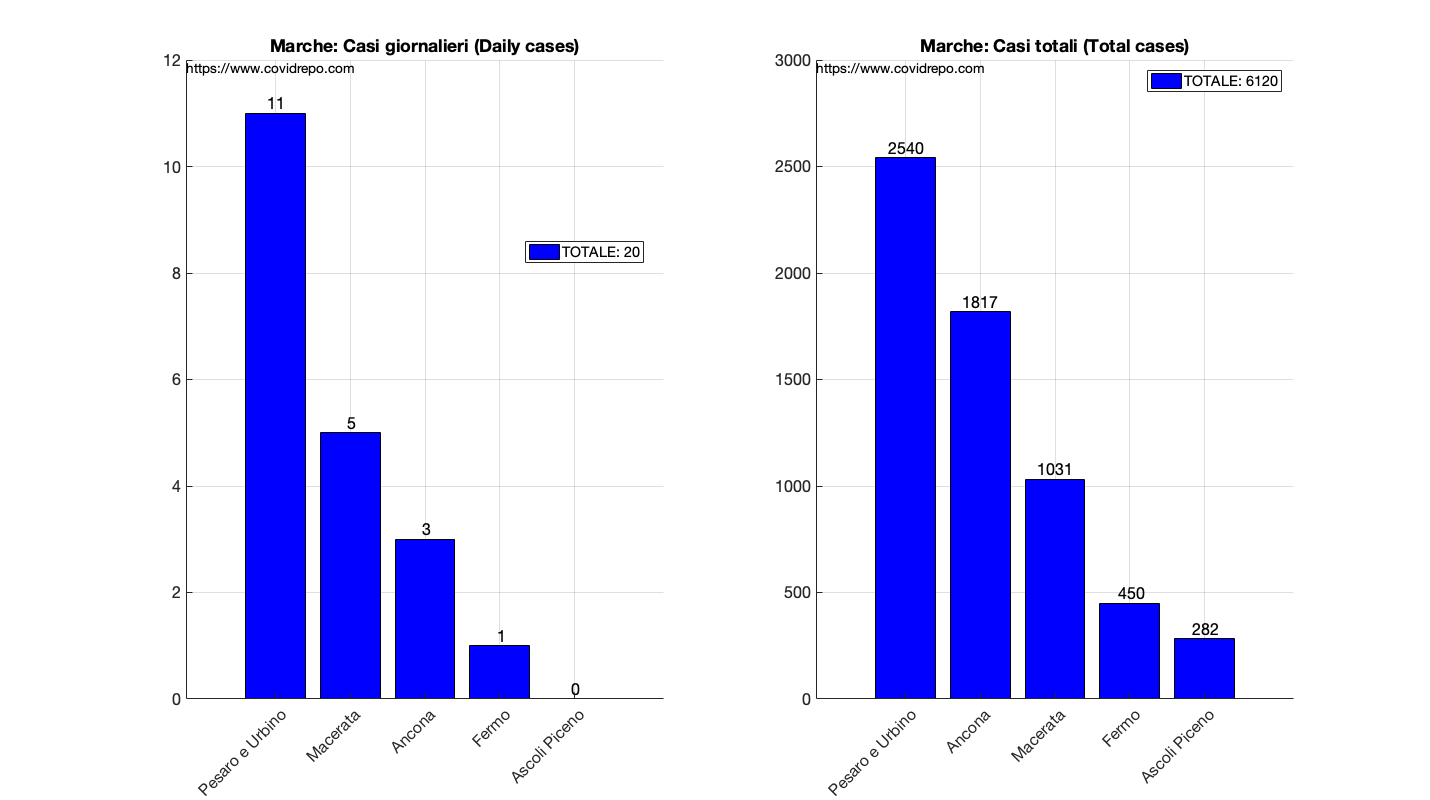 Marche: Casi giornalieri (Daily cases)
https://www.covidrepo.com
12
10
8
6
4
2
0
11
5
3
1
0
TOTALE: 20
Pesaro e Urbino
Macerata
Ancona
Fermo
Ascoli Piceno
Marche: Casi totali (Total cases)
https://www.covidrepo.com
TOTALE: 6120
3000
2500
2000
1500
1000
500
0
2540
1817
1031
450
282
Pesaro e Urbino
Ancona
Macerata
Fermo
Ascoli Piceno